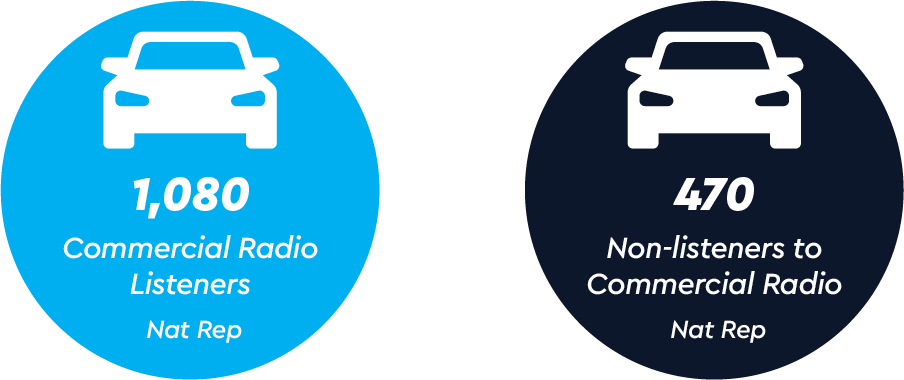 1,080
Commercial Radio
Listeners
Nat Rep
470
Non-listeners to
Commercial Radio
Nat Rep